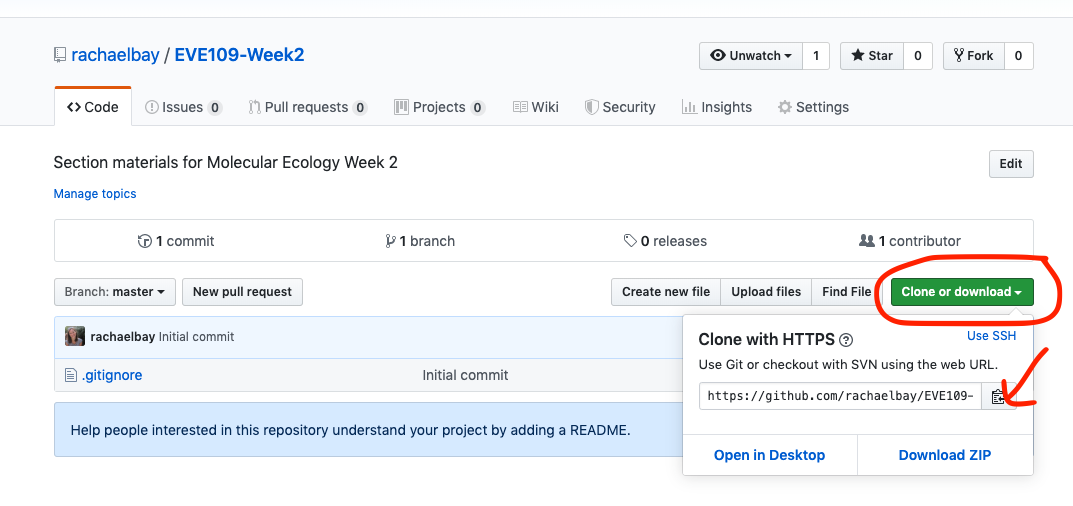 rachaelbay / EVE109-Week2
Unwatch 1 Star 0 Fork 0
Code Issues 0 Pull requests 0 Projects 0 Wiki Security Insights Settings
Section materials for Molecular Ecology Week 2
Edit
Manage topics
1 commit 1 branch 0 releases 1 contributor
Branch: master New pull request Create new file Upload files Find File Clone or download
rachaelbay Initial commit
.gitignore Initial commit
Help people interested in this repository understand your project by adding a README.
Clone with HTTPS ? Use SSH
Use Git or checkout with SVN using the web URL.
https://github.com/rachaelbay/EVE109-
Open in Desktop Download ZIP